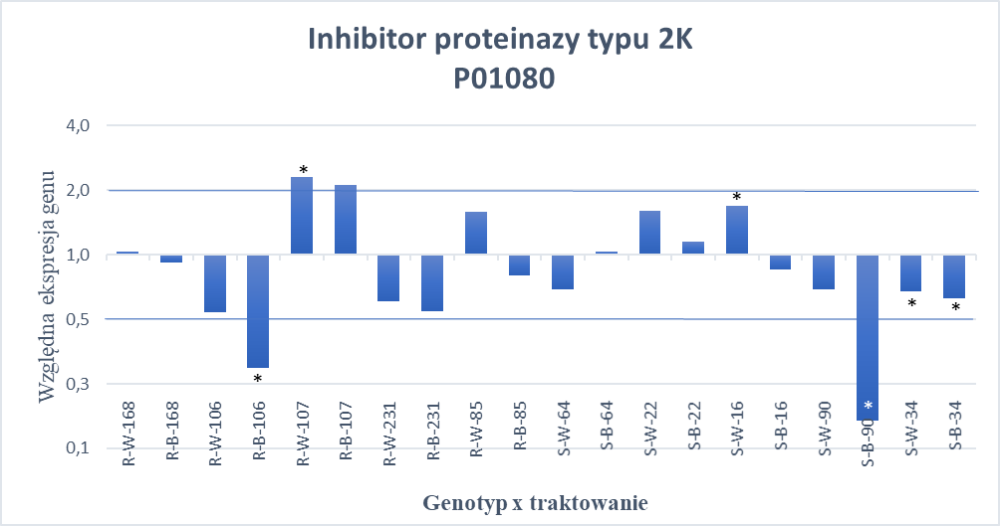 Inhibitor proteinazy typu 2K
P01080
Względna ekspresja genu
4,0
2,0
1,0
0,5
0,3
0,1
*
*
*
*
*
*
R-W-168
R-B-168
R-W-106
R-B-106
R-W-107
R-B-107
R-W-231
R-B-231
R-W-85
R-B-85
S-W-64
S-B-64
S-W-22
S-B-22
S-W-16
S-B-16
S-W-90
S-B-90
S-W-34
S-B-34
Genotyp x traktowanie